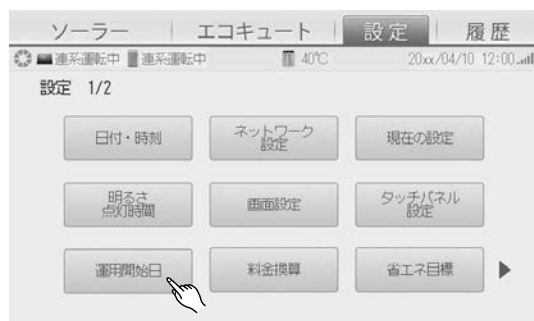 ソーラー エコキュート 設定 履歴
連系運転中 連系運転中 40℃ 20xx/04/10 12:00
設定 1/2
日付・時刻 ネットワーク設定 現在の設定
明るさ点灯時間 画面設定 タッチパネル設定
運用開始日 料金換算 省エネ目標